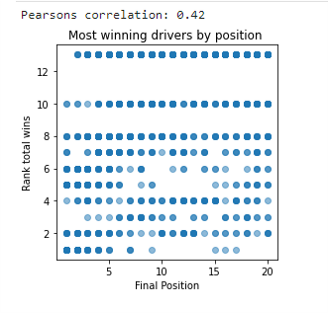 Pearsons correlation: 0.42
Most winning drivers by position
Rank total wins
12
10
8
6
4
2
5
10
15
20
Final Position